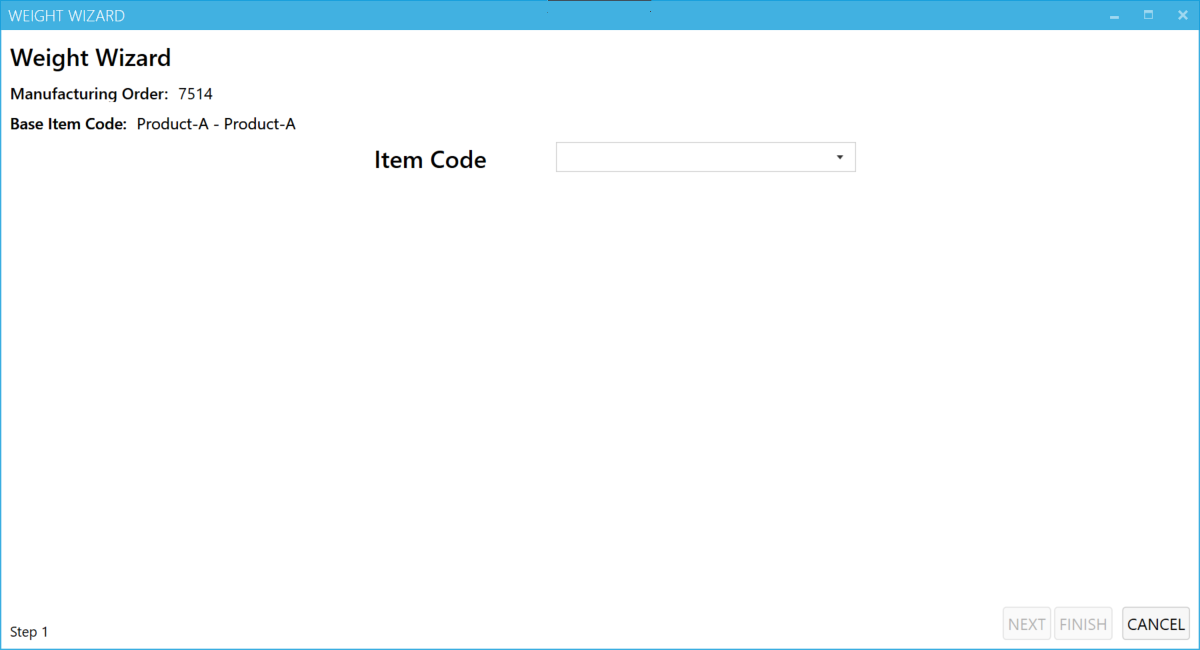 WEIGHT WIZARD
Weight Wizard
Manufacturing Order: 7514
Base Item Code: Product-A - Product-A
Item Code
Step 1
NEXT FINISH CANCEL